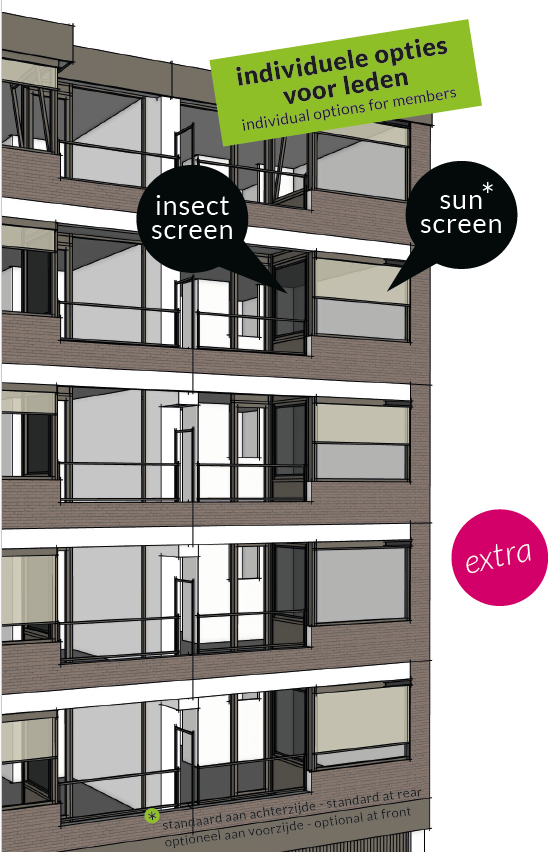 individuele opties
voor leden
individual options for members
insect
screen
sun*
screen
extra
* standaard aan achterzijde - standard at rear
optioneel aan voorzijde - optional at front